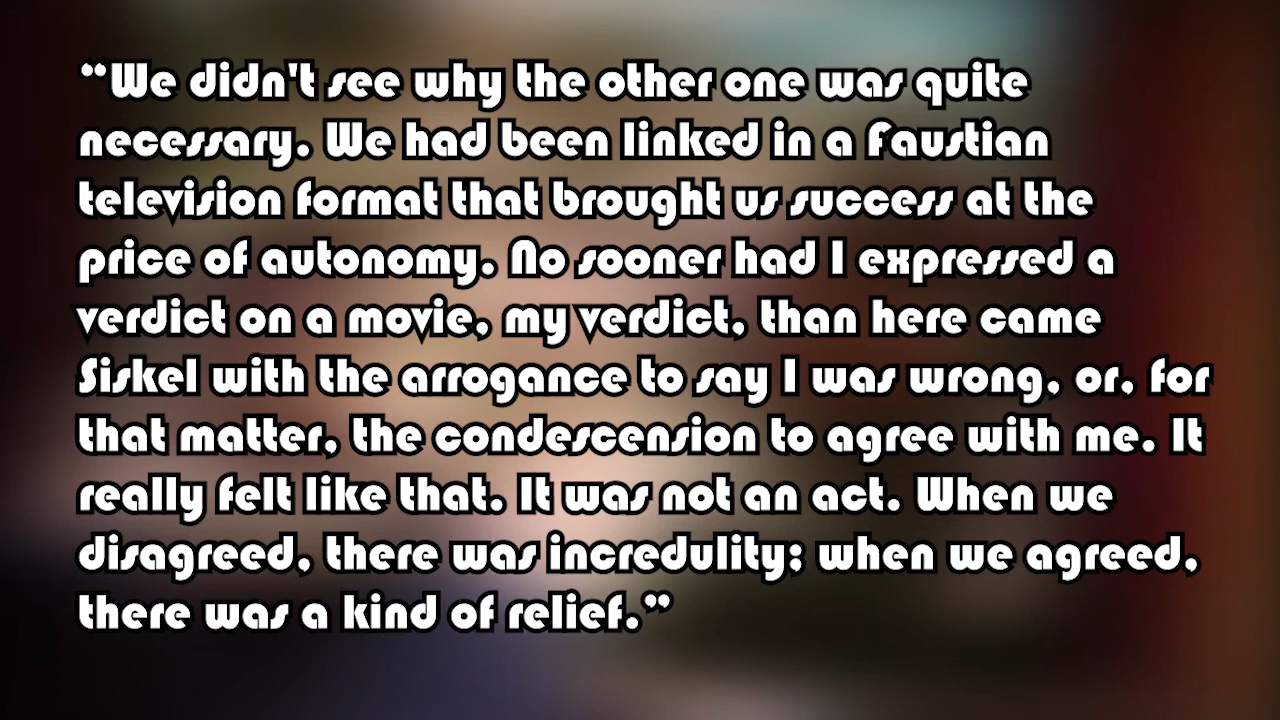 “We didn't see why the other one was quite
necessary. We had been linked in a Faustian
television format that brought us success at the
price of autonomy. No sooner had I expressed a
verdict on a movie, my verdict, than here came
Siskel with the arrogance to say I was wrong, or, for
that matter, the condescension to agree with me. It
really felt like that. It was not an act. When we
disagreed, there was incredulity; when we agreed,
there was a kind of relief.”